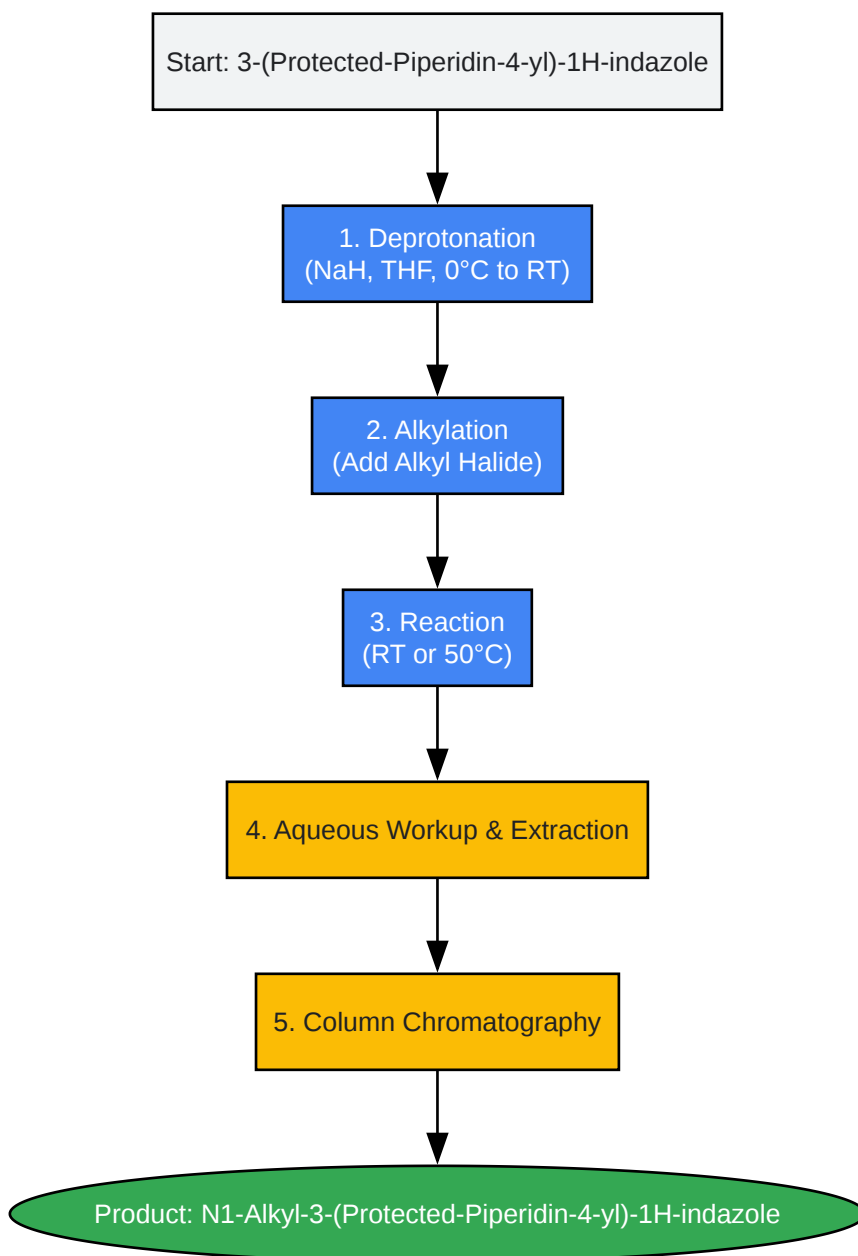 Start: 3-(Protected-Piperidin-4-yl)-1H-indazole
1. Deprotonation
(NaH, THF, 0°C to RT)
2. Alkylation
(Add Alkyl Halide)
3. Reaction
(RT or 50°C)
4. Aqueous Workup & Extraction
5. Column Chromatography
Product: N1-Alkyl-3-(Protected-Piperidin-4-yl)-1H-indazole